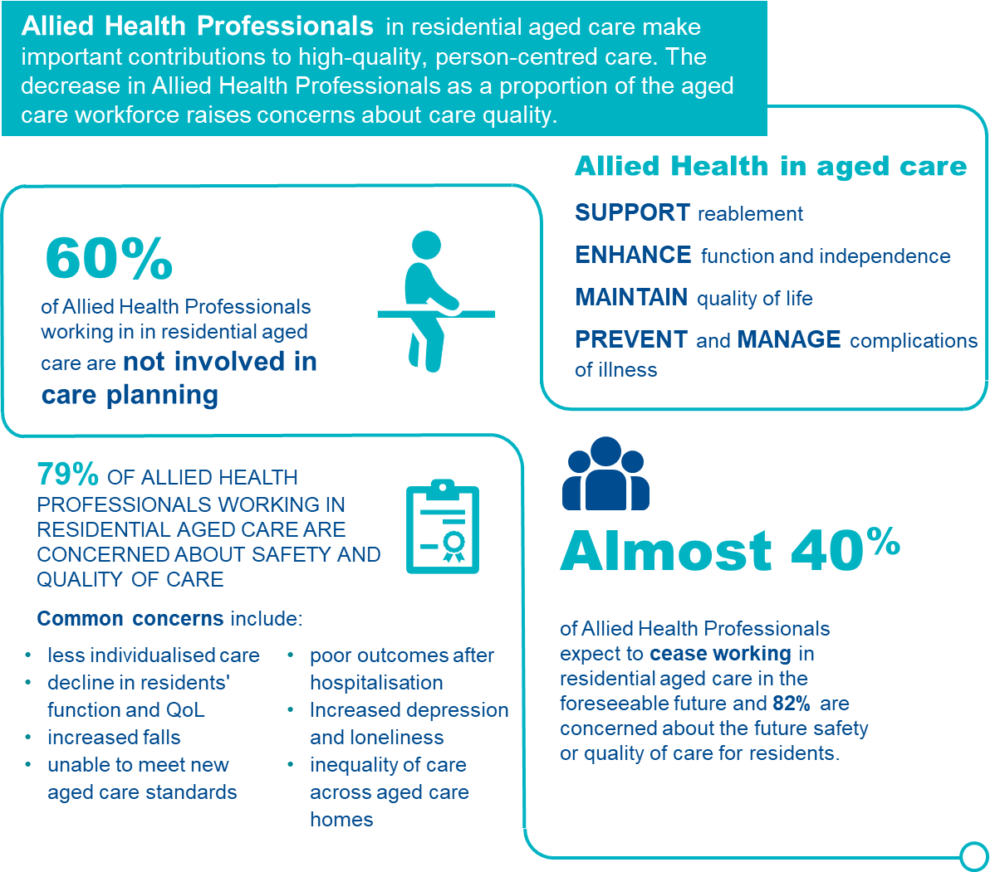 Allied Health Professionals in residential aged care make
important contributions to high-quality, person-centred care. The
decrease in Allied Health Professionals as a proportion of the aged
care workforce raises concerns about care quality.
Allied Health in aged care
SUPPORT reablement
ENHANCE function and independence
MAINTAIN quality of life
PREVENT and MANAGE complications
of illness
60%
of Allied Health Professionals
working in in residential aged
care are not involved in
care planning
79% OF ALLIED HEALTH
PROFESSIONALS WORKING IN
RESIDENTIAL AGED CARE ARE
CONCERNED ABOUT SAFETY AND
QUALITY OF CARE
Common concerns include:
• less individualised care
• decline in residents'
function and QoL
• increased falls
• unable to meet new
aged care standards
• poor outcomes after
hospitalisation
• Increased depression
and loneliness
• inequality of care
across aged care
homes
Almost 40%
of Allied Health Professionals
expect to cease working in
residential aged care in the
foreseeable future and 82% are
concerned about the future safety
or quality of care for residents.